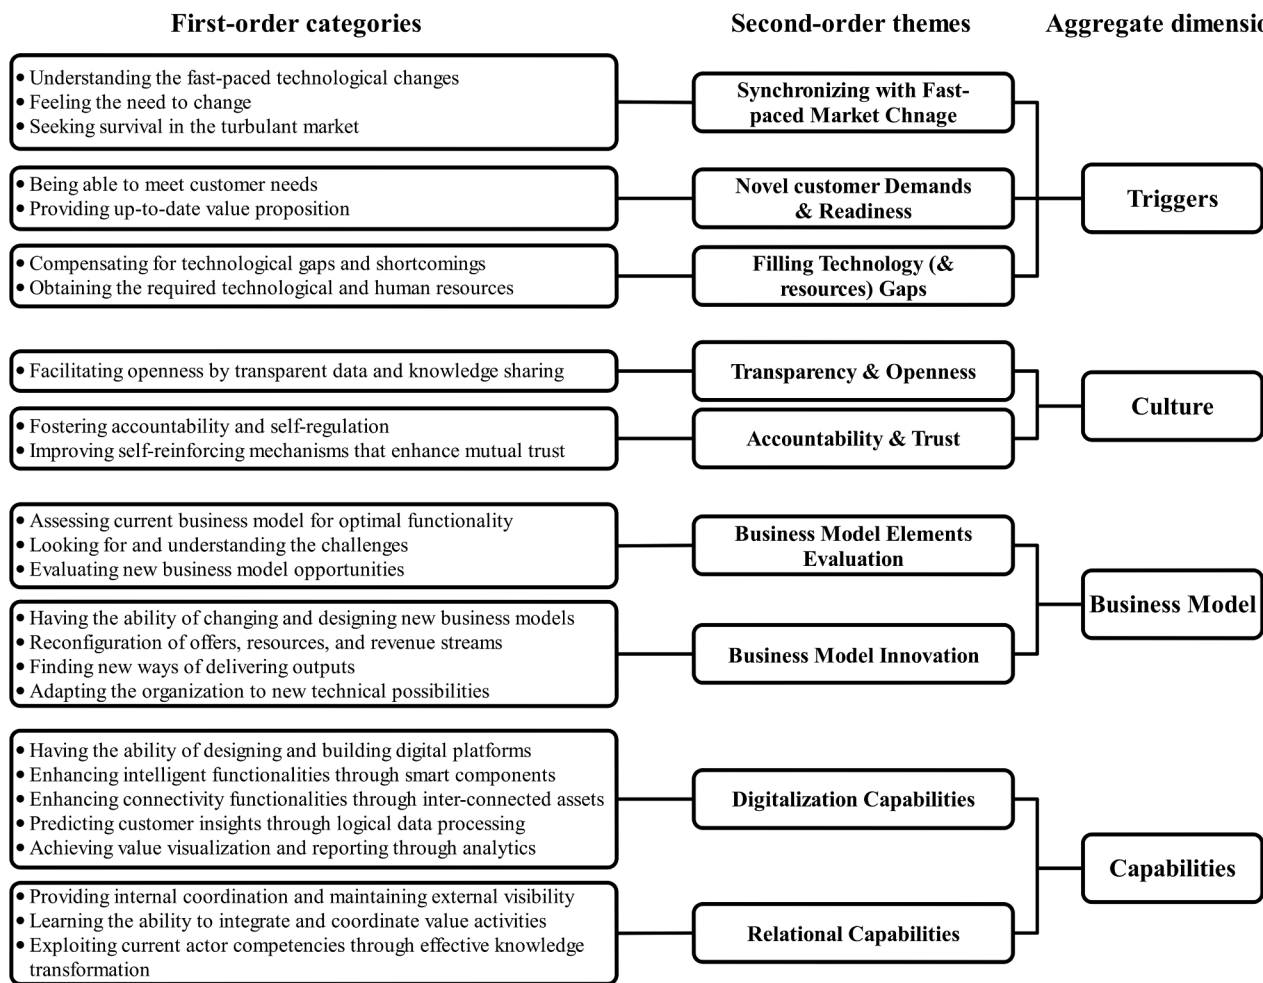 First-order categories
Second-order themes
Aggregate dimensio
• Understanding the fast-paced technological changes
• Feeling the need to change
• Seeking survival in the turbulant market
Synchronizing with Fast-
paced Market Chnage
• Being able to meet customer needs
• Providing up-to-date value proposition
Novel customer Demands
& Readiness
Triggers
• Compensating for technological gaps and shortcomings
• Obtaining the required technological and human resources
Filling Technology (&
resources) Gaps
• Facilitating openness by transparent data and knowledge sharing
Transparency & Openness
Culture
• Fostering accountability and self-regulation
• Improving self-reinforcing mechanisms that enhance mutual trust
Accountability & Trust
• Assessing current business model for optimal functionality
• Looking for and understanding the challenges
• Evaluating new business model opportunities
Business Model Elements
Evaluation
Business Model
• Having the ability of changing and designing new business models
• Reconfiguration of offers, resources, and revenue streams
• Finding new ways of delivering outputs
• Adapting the organization to new technical possibilities
Business Model Innovation
• Having the ability of designing and building digital platforms
• Enhancing intelligent functionalities through smart components
• Enhancing connectivity functionalities through inter-connected assets
• Predicting customer insights through logical data processing
• Achieving value visualization and reporting through analytics
Digitalization Capabilities
Capabilities
• Providing internal coordination and maintaining external visibility
• Learning the ability to integrate and coordinate value activities
• Exploiting current actor competencies through effective knowledge
transformation
Relational Capabilities